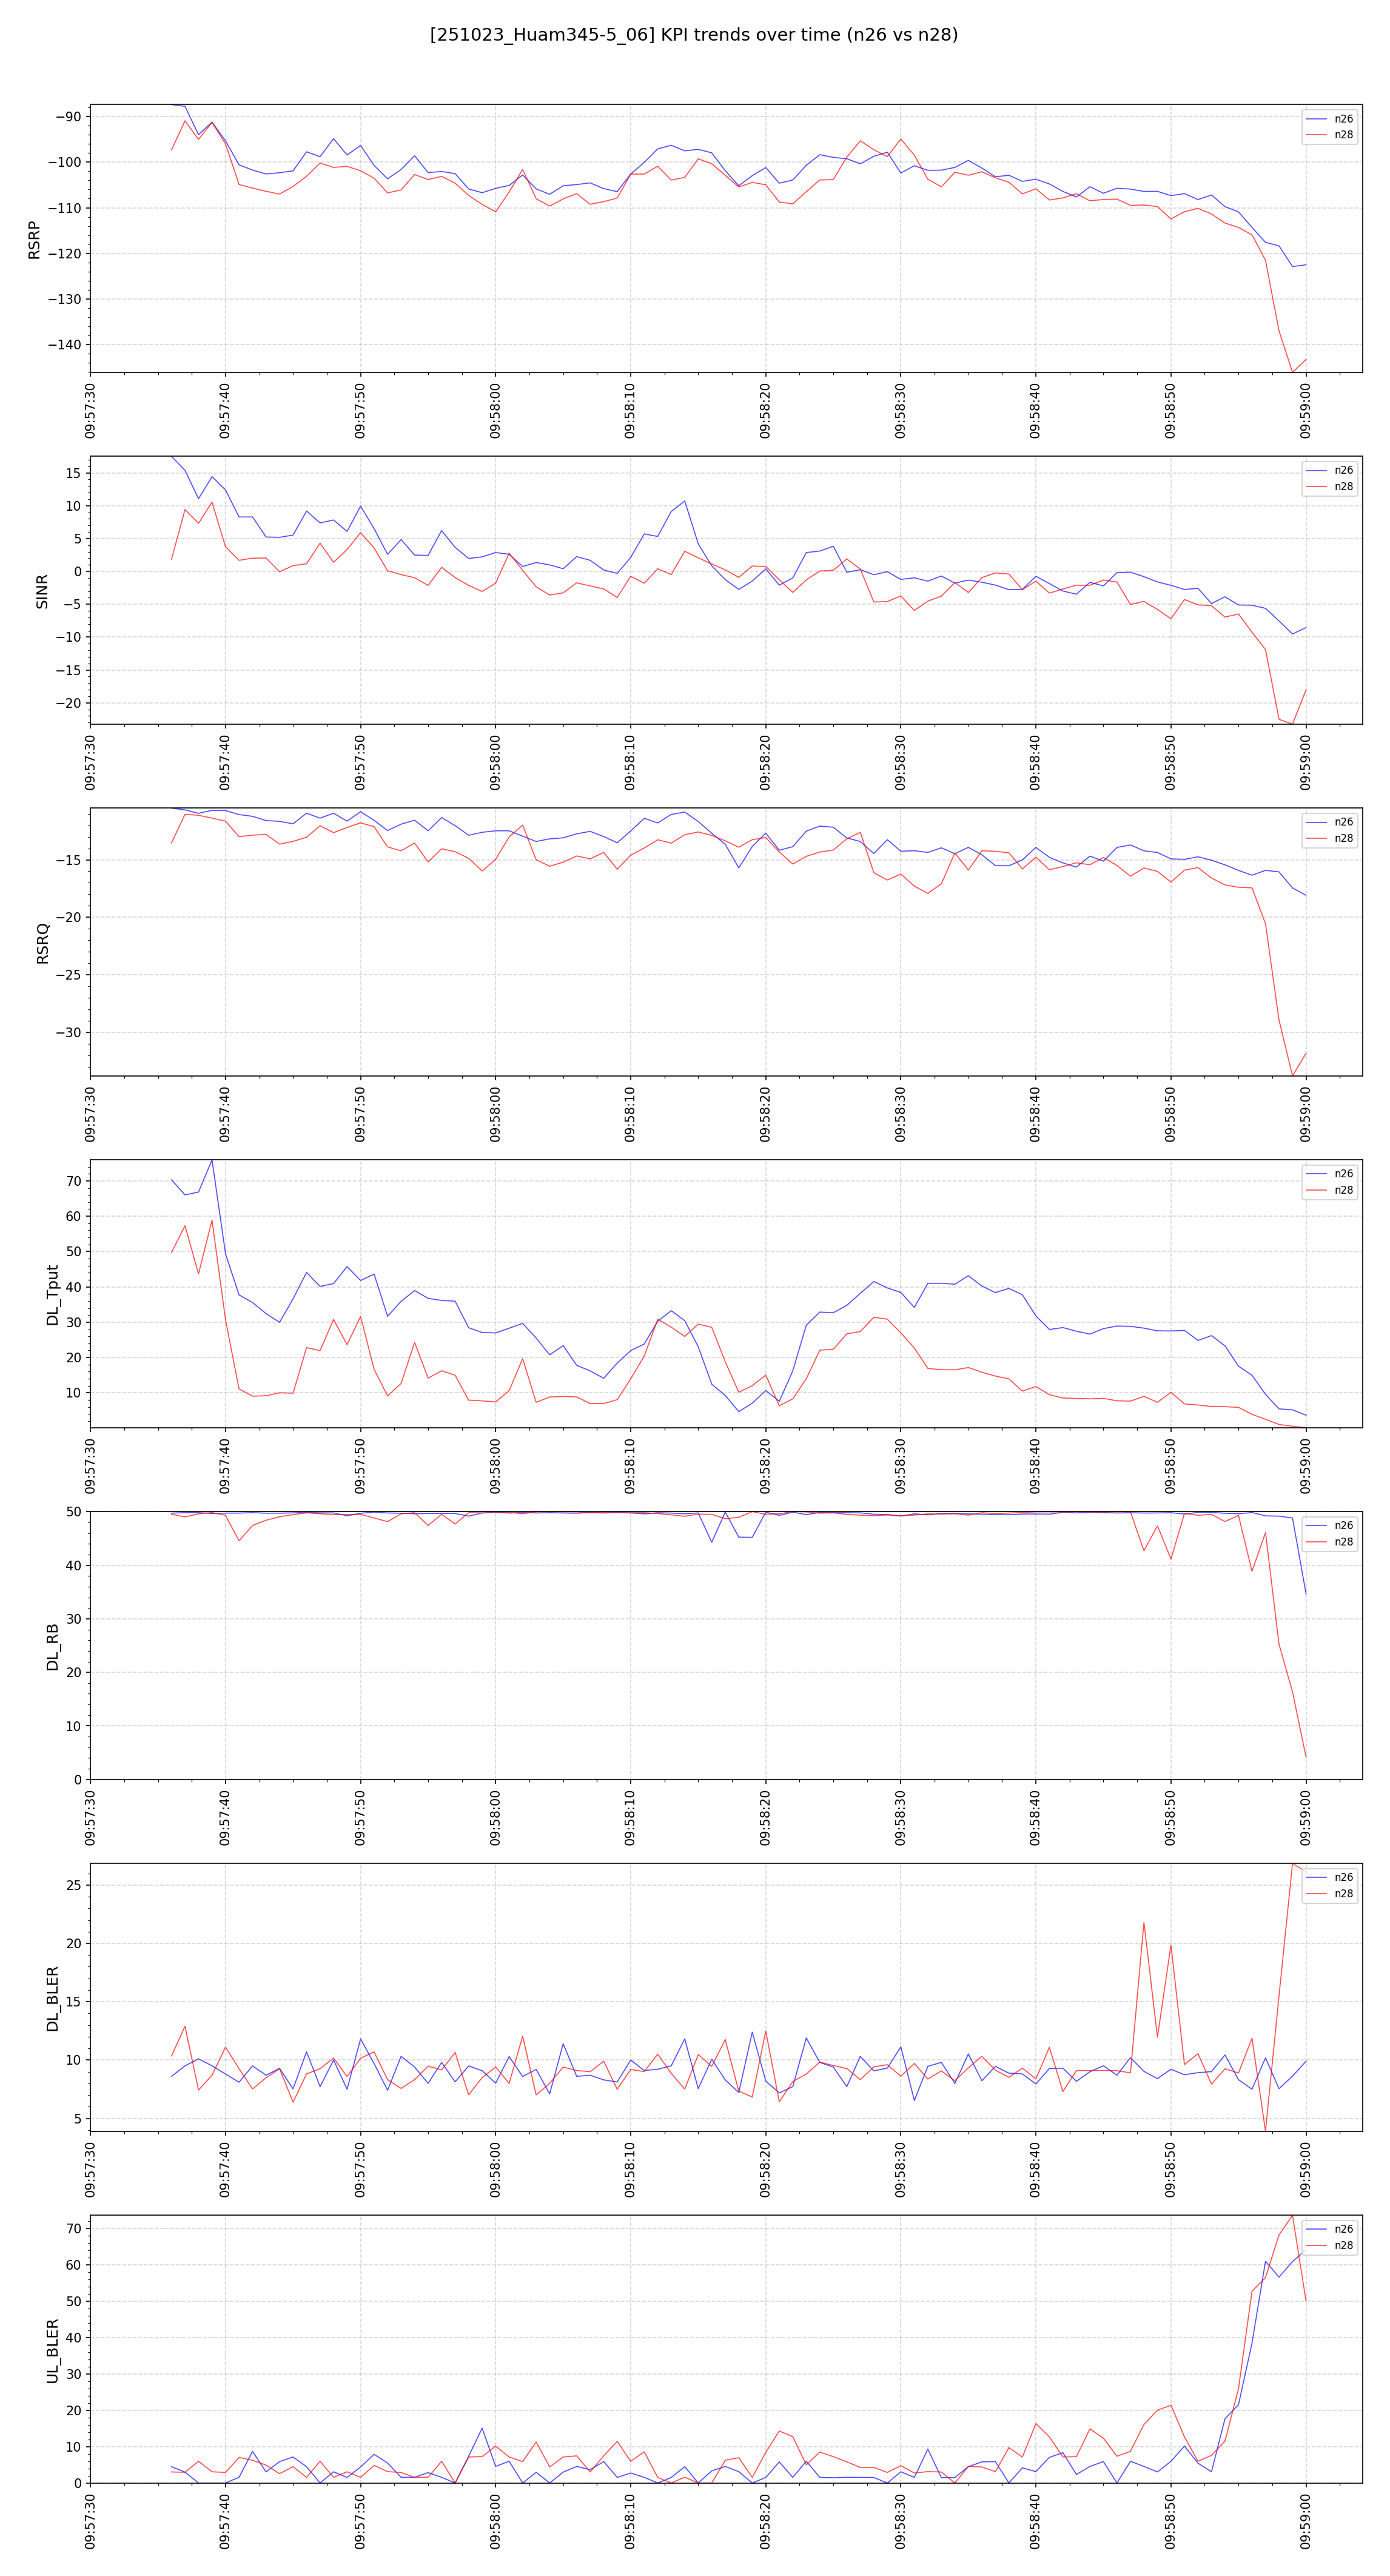 [251023_Huam345-5_06] KPI trends over time (n26 vs n28)
RSRP
−90
−100
−110
−120
−130
−140
n26
n28
09:57:30 09:57:40 09:57:50 09:58:00 09:58:10 09:58:20 09:58:30 09:58:40 09:58:50 09:59:00
SINR
15
10
5
0
−5
−10
−15
−20
n26
n28
09:57:30 09:57:40 09:57:50 09:58:00 09:58:10 09:58:20 09:58:30 09:58:40 09:58:50 09:59:00
RSRQ
−15
−20
−25
−30
n26
n28
09:57:30 09:57:40 09:57:50 09:58:00 09:58:10 09:58:20 09:58:30 09:58:40 09:58:50 09:59:00
DL_Tput
70
60
50
40
30
20
10
n26
n28
09:57:30 09:57:40 09:57:50 09:58:00 09:58:10 09:58:20 09:58:30 09:58:40 09:58:50 09:59:00
DL_RB
50
40
30
20
10
0
n26
n28
09:57:30 09:57:40 09:57:50 09:58:00 09:58:10 09:58:20 09:58:30 09:58:40 09:58:50 09:59:00
DL_BLER
25
20
15
10
5
n26
n28
09:57:30 09:57:40 09:57:50 09:58:00 09:58:10 09:58:20 09:58:30 09:58:40 09:58:50 09:59:00
UL_BLER
70
60
50
40
30
20
10
0
n26
n28
09:57:30 09:57:40 09:57:50 09:58:00 09:58:10 09:58:20 09:58:30 09:58:40 09:58:50 09:59:00